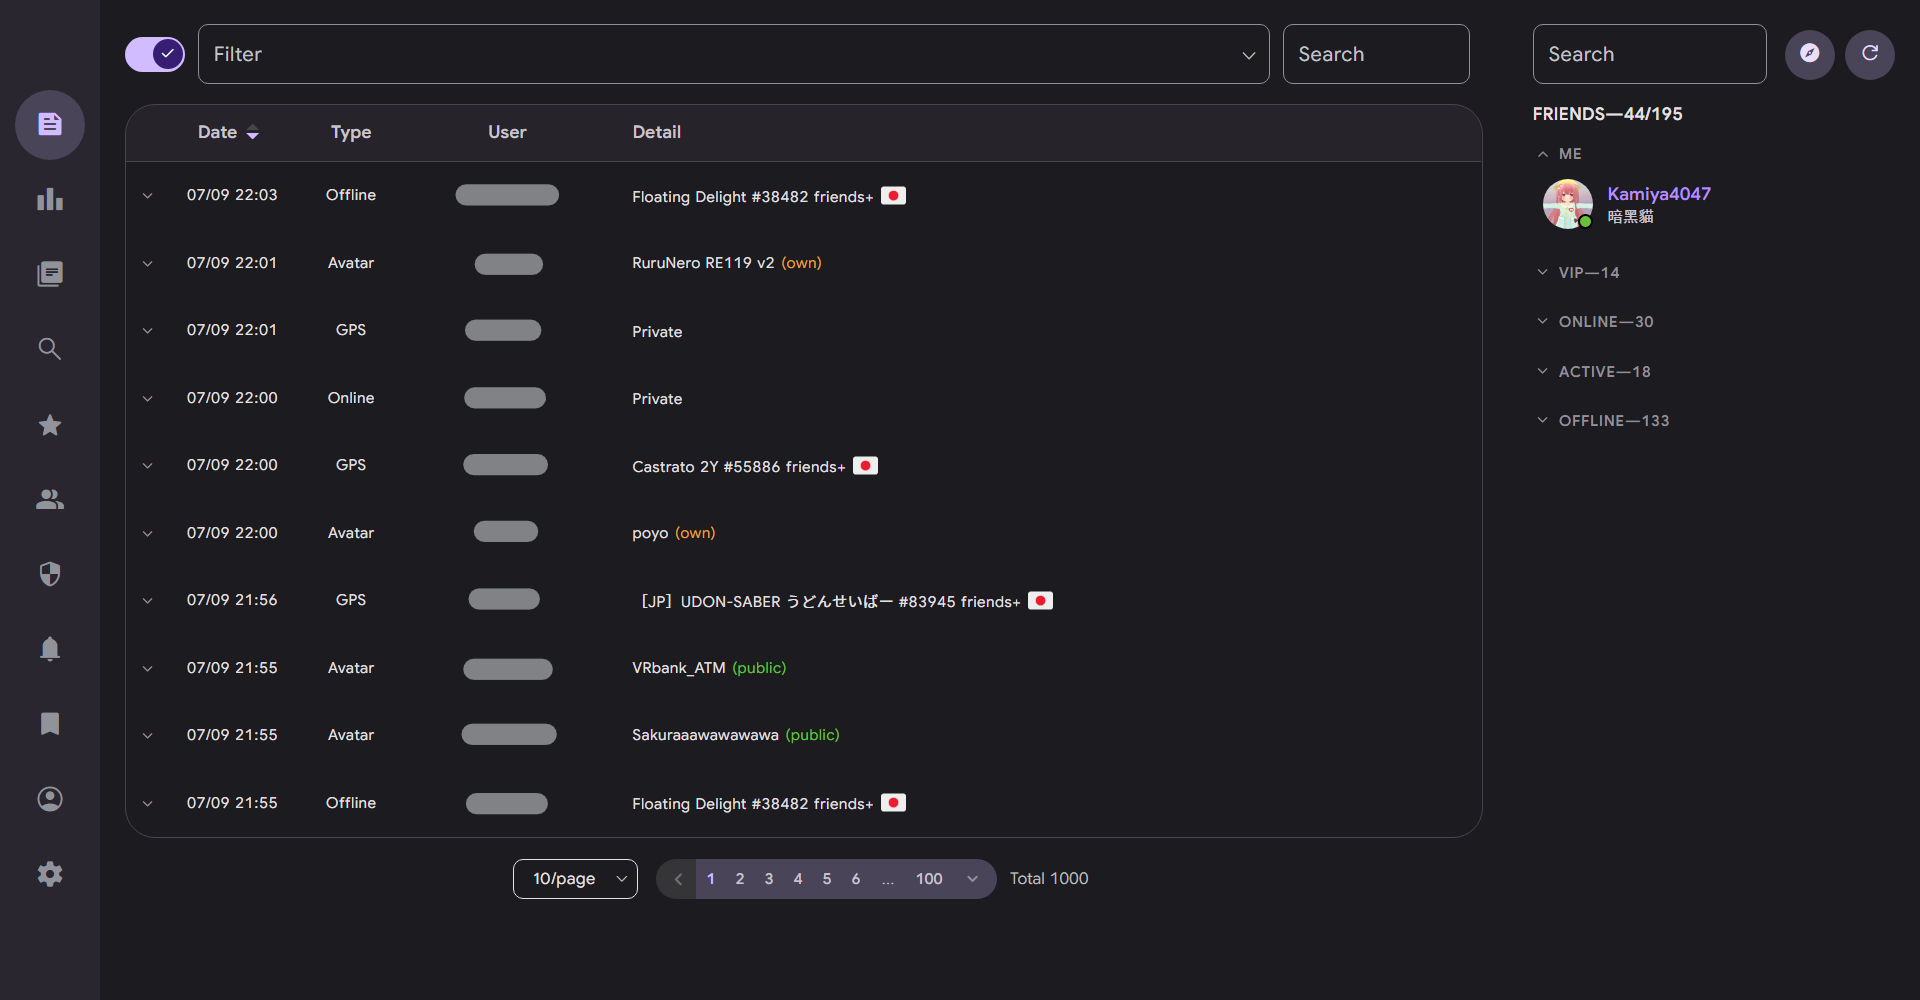 Filter
Search
Search
Date Type User Detail
07/09 22:03 Offline Floating Delight #38482 friends+
07/09 22:01 Avatar RuruNero RE119 v2 (own)
07/09 22:01 GPS Private
07/09 22:00 Online Private
07/09 22:00 GPS Castrato 2Y #55886 friends+
07/09 22:00 Avatar poyo (own)
07/09 21:56 GPS [JP] UDON-SABER うどんせいばー #83945 friends+
07/09 21:55 Avatar VRbank_ATM (public)
07/09 21:55 Avatar Sakuraaawawawawa (public)
07/09 21:55 Offline Floating Delight #38482 friends+
10/page
1 2 3 4 5 6 ... 100
Total 1000
FRIENDS—44/195
ME
Kamiya4047
暗黑貓
VIP—14
ONLINE—30
ACTIVE—18
OFFLINE—133